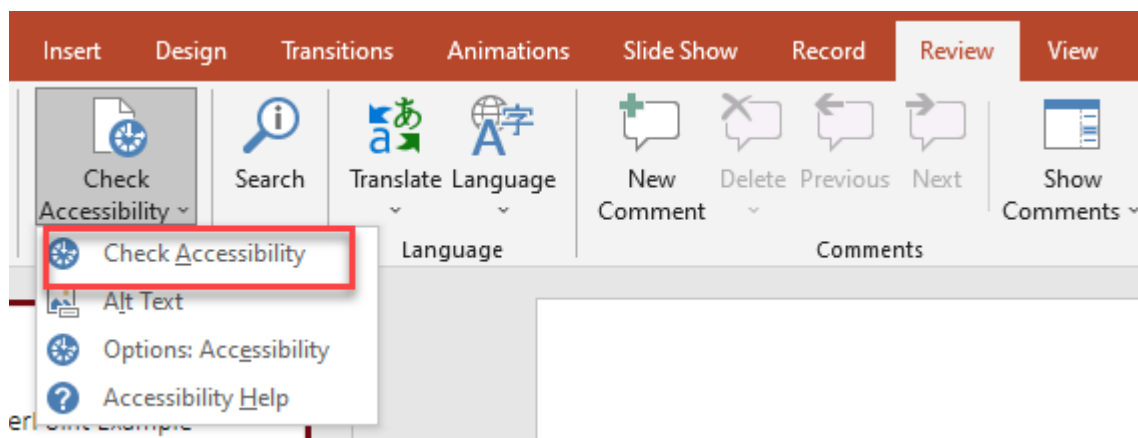 Insert Design Transitions Animations Slide Show Record Review View
Check Accessibility
Search
Translate
Language
New Comment
Delete
Previous
Next
Show Comments
Language
Comments
Check Accessibility
Alt Text
Options: Accessibility
Accessibility Help
Example